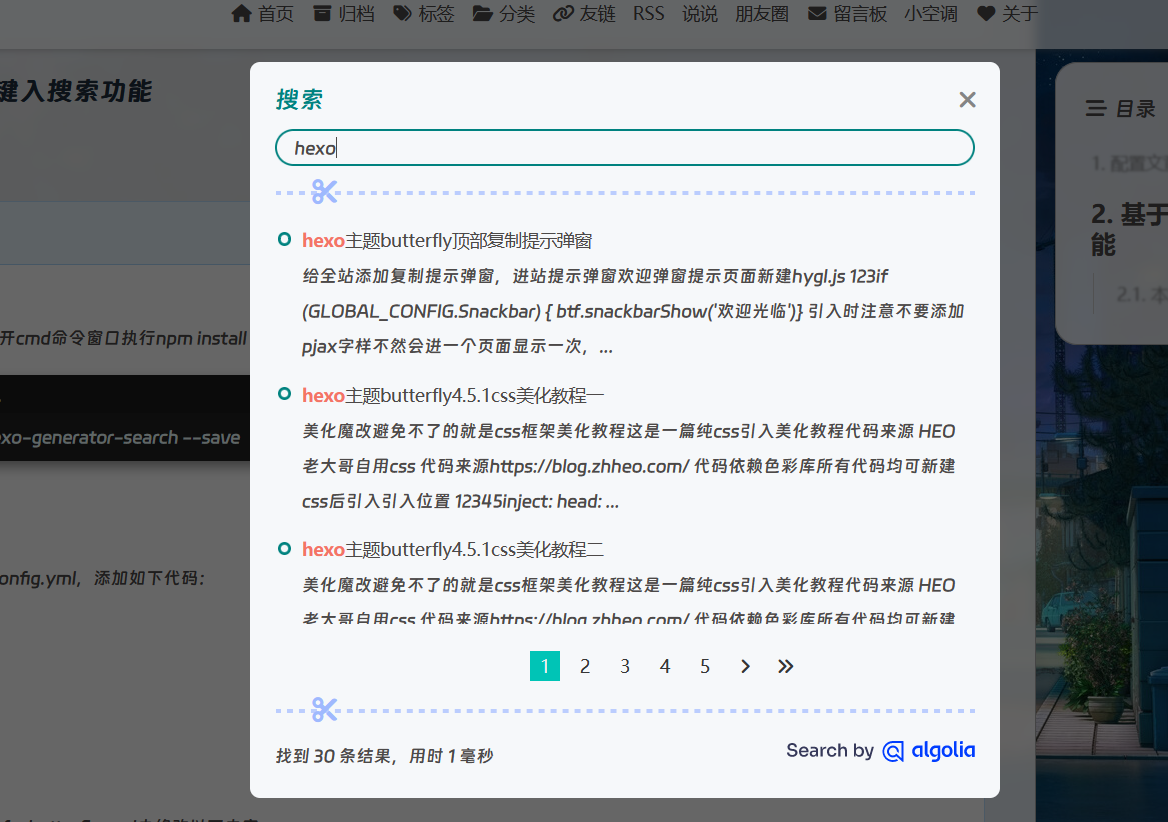 首页 归档 标签 分类 友链 RSS 说说 朋友圈 留言板 小空调 关于
键入搜索功能
搜索
hexo
hexo主题butterfly顶部复制提示弹窗
给全站添加复制提示弹窗，进站提示弹窗欢迎弹窗提示页面新建hygl.js 123if
(GLOBAL_CONFIG.Snackbar) { btf.snackbarShow('欢迎光临')} 引入时注意不要添加
pjax字样不然会进一个页面显示一次，...
hexo主题butterfly4.5.1css美化教程一
美化魔改避免不了的就是css框架美化教程这是一篇纯css引入美化教程代码来源 HEO
老大哥自用css 代码来源https://blog.zhheo.com/ 代码依赖色彩库所有代码均可新建
css后引入引入位置 12345inject: head: ...
hexo主题butterfly4.5.1css美化教程二
美化魔改避免不了的就是css框架美化教程这是一篇纯css引入美化教程代码来源 HEO
老大哥自用css 代码来源https://blog.zhheo.com/ 代码依赖色彩库所有代码均可新建
1 2 3 4 5
找到 30 条结果，用时 1 毫秒
Search by algolia
开cmd命令窗口执行npm install
exo-generator-search --save
onfig.yml，添加如下代码：
目录
1. 配置文
2. 基于
能
2.1. 本